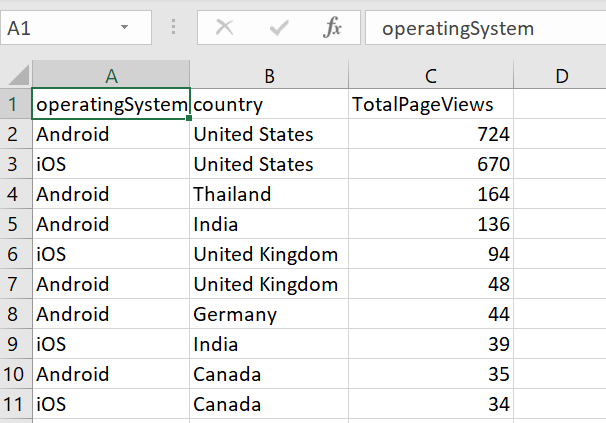 A1 fx operatingSystem
A B C D
1 operatingSystem country TotalPageViews
2 Android United States 724
3 iOS United States 670
4 Android Thailand 164
5 Android India 136
6 iOS United Kingdom 94
7 Android United Kingdom 48
8 Android Germany 44
9 iOS India 39
10 Android Canada 35
11 iOS Canada 34